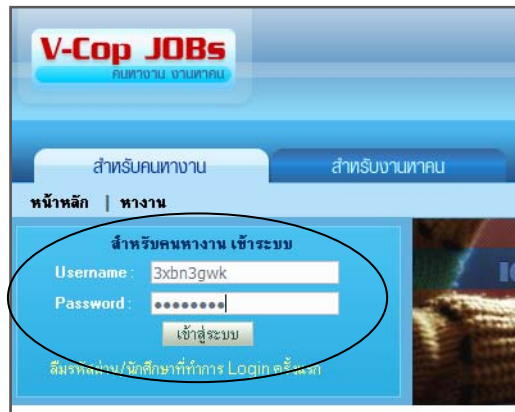 V-Cop JOBs
คนหางาน งานหาคน
สำหรับคนหางาน สำหรับงานหาคน
หน้าหลัก | หางาน
สำหรับคนหางาน เข้าระบบ
Username : 3xbn3gwk
Password : ●●●●●●●●
เข้าสู่ระบบ
ลืมรหัสผ่าน/นักศึกษาที่ทำการ Login ครั้งแรก